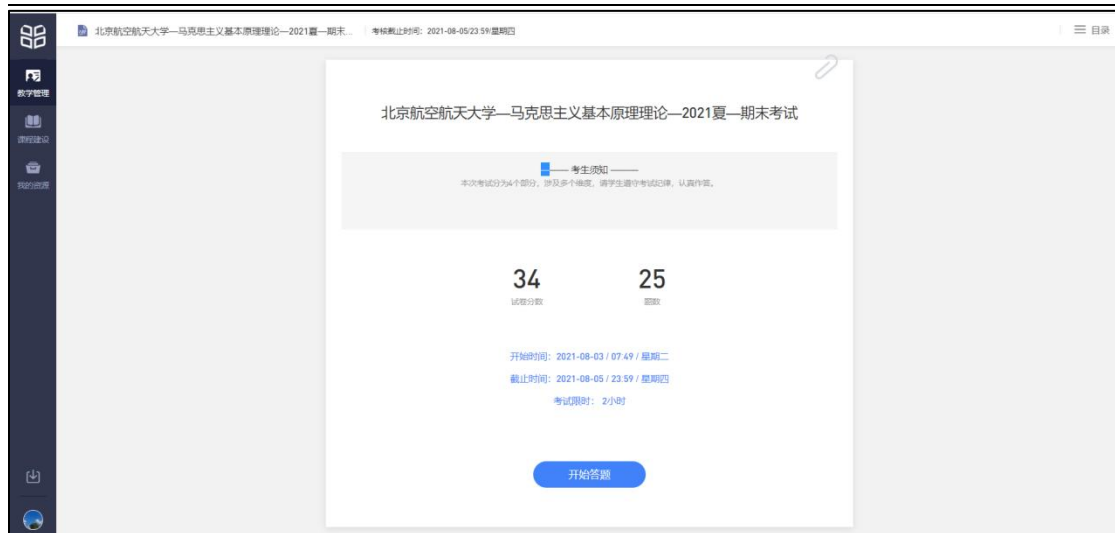 北京航空航天大学—马克思主义基本原理理论—2021夏—期末...
考核截止时间：2021-08-05/23:59/星期四
目录
教学管理
课程建设
我的资源
北京航空航天大学—马克思主义基本原理理论—2021夏—期末考试
—— 考生须知 ——
本次考试分为4个部分，涉及多个维度，请学生遵守考试纪律，认真作答。
34
25
试卷分数
题数
开始时间：2021-08-03 / 07:49 / 星期二
截止时间：2021-08-05 / 23:59 / 星期四
考试限时： 2小时
开始答题